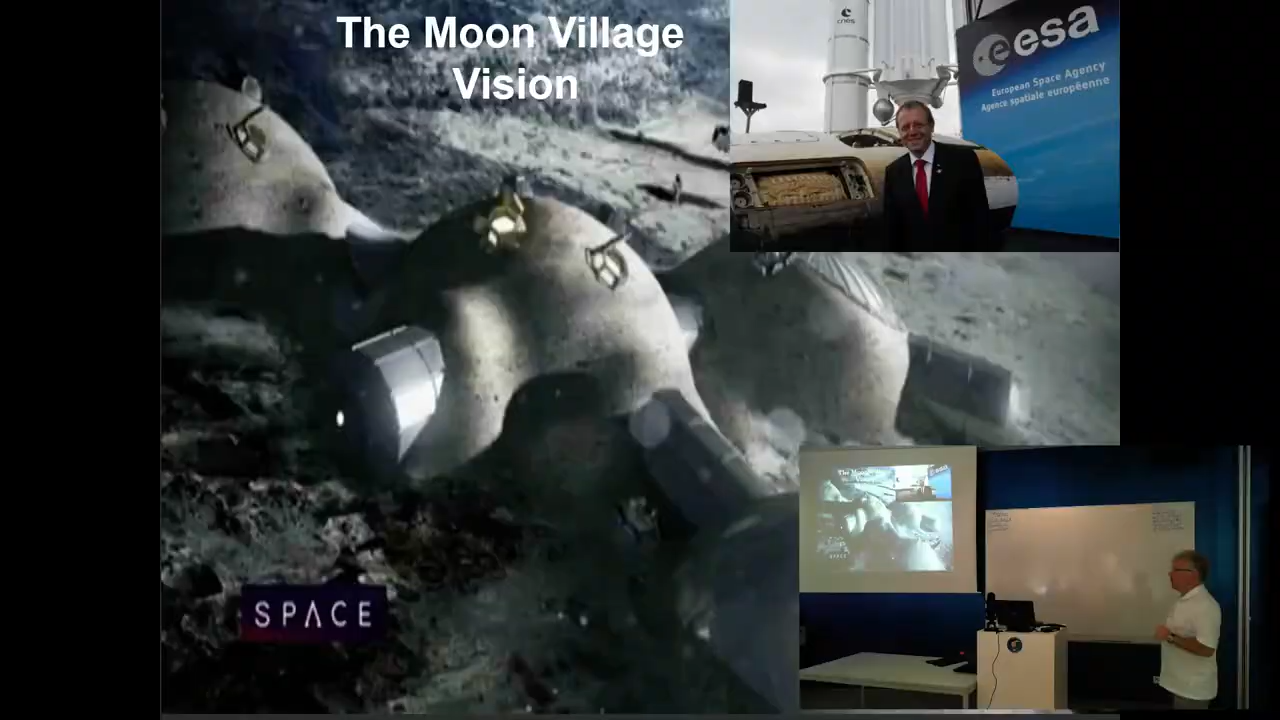 The Moon Village
Vision
cnes
esa
European Space Agency
Agence spatiale européenne
SPACE